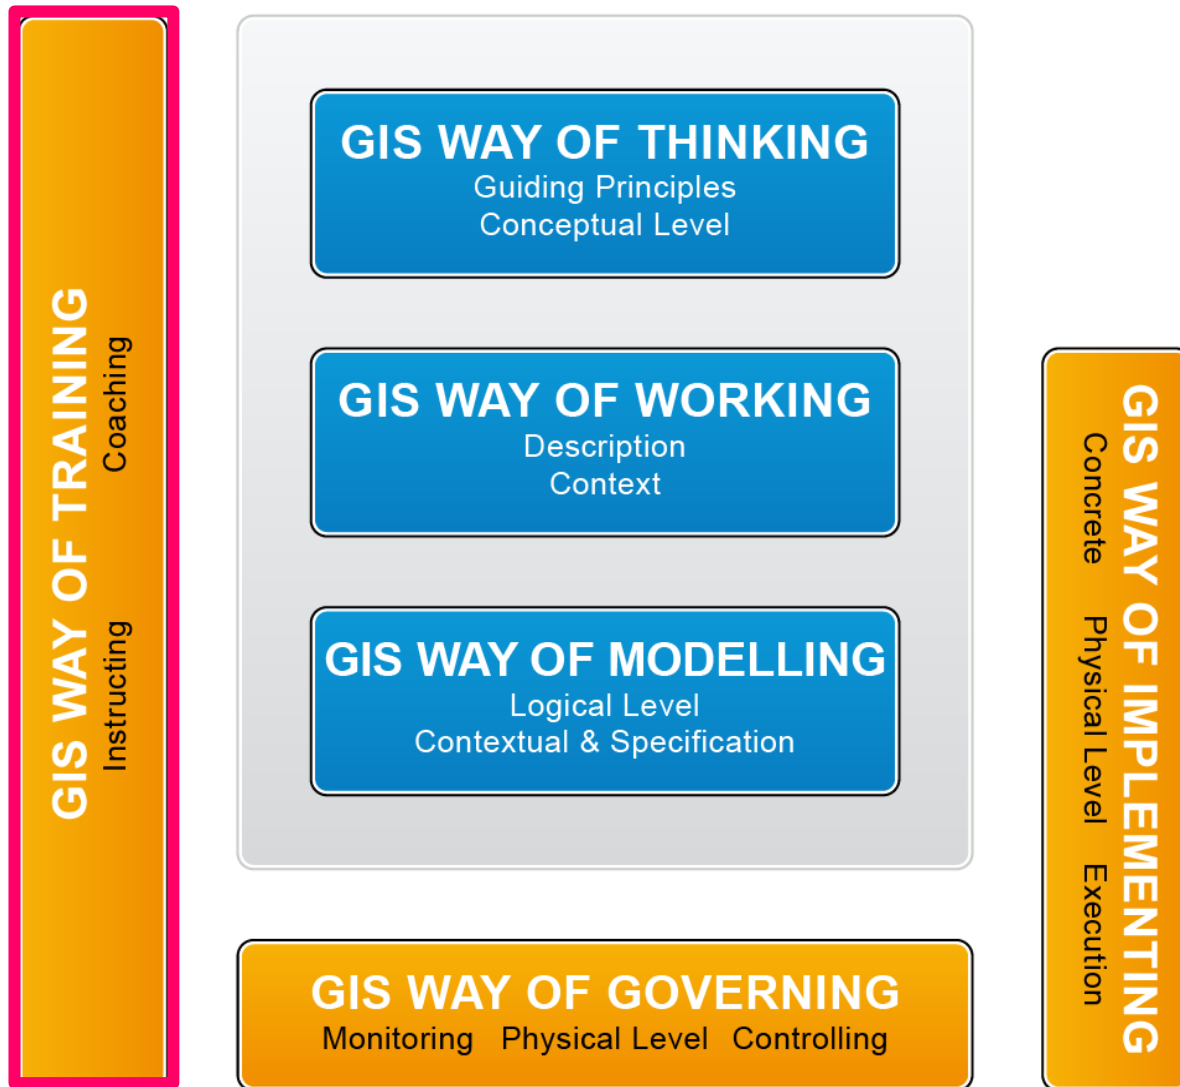 GIS WAY OF TRAINING
Instructing Coaching
GIS WAY OF THINKING
Guiding Principles
Conceptual Level
GIS WAY OF WORKING
Description
Context
GIS WAY OF MODELLING
Logical Level
Contextual & Specification
GIS WAY OF IMPLEMENTING
Concrete Physical Level Execution
GIS WAY OF GOVERNING
Monitoring Physical Level Controlling